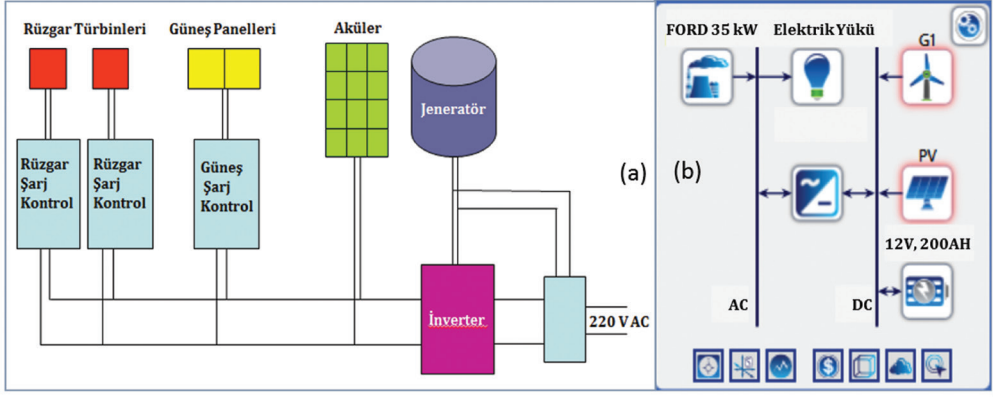 Rüzgar Türbinleri
Güneş Panelleri
Aküler
Jeneratör
Rüzgar
Şarj
Kontrol
Rüzgar
Şarj
Kontrol
Güneş
Şarj
Kontrol
İnverter
220 V AC
(a)
(b)
FORD 35 kW
Elektrik Yükü
G1
PV
12V, 200AH
AC
DC